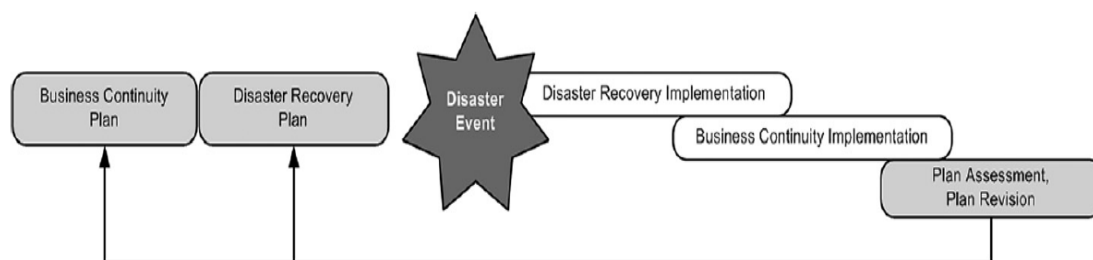 Business Continuity
Plan
Disaster Recovery
Plan
Disaster
Event
Disaster Recovery Implementation
Business Continuity Implementation
Plan Assessment,
Plan Revision